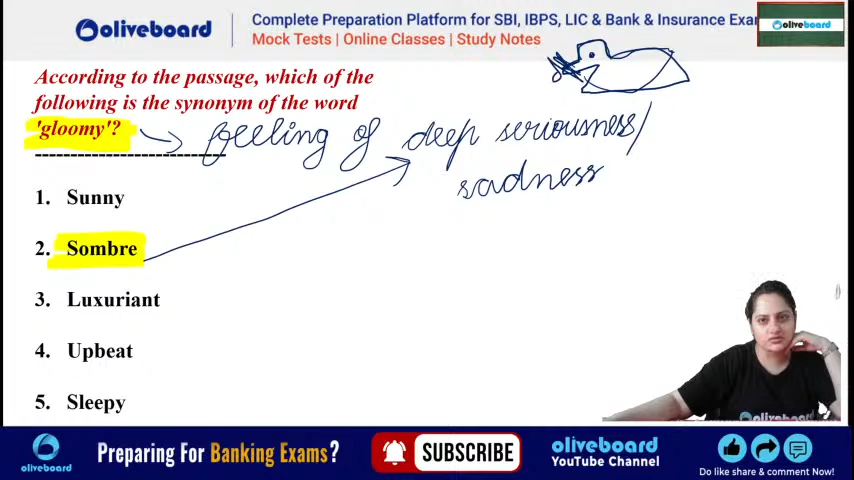 oliveboard
Complete Preparation Platform for SBI, IBPS, LIC & Bank & Insurance Exa
Mock Tests | Online Classes | Study Notes
oliveboard
According to the passage, which of the
following is the synonym of the word
'gloomy'?
feeling of deep seriousness/
sadness
1. Sunny
2. Sombre
3. Luxuriant
4. Upbeat
5. Sleepy
oliveboard
oliveboard
Preparing For Banking Exams?
SUBSCRIBE
oliveboard
YouTube Channel
Do like share & comment Now!